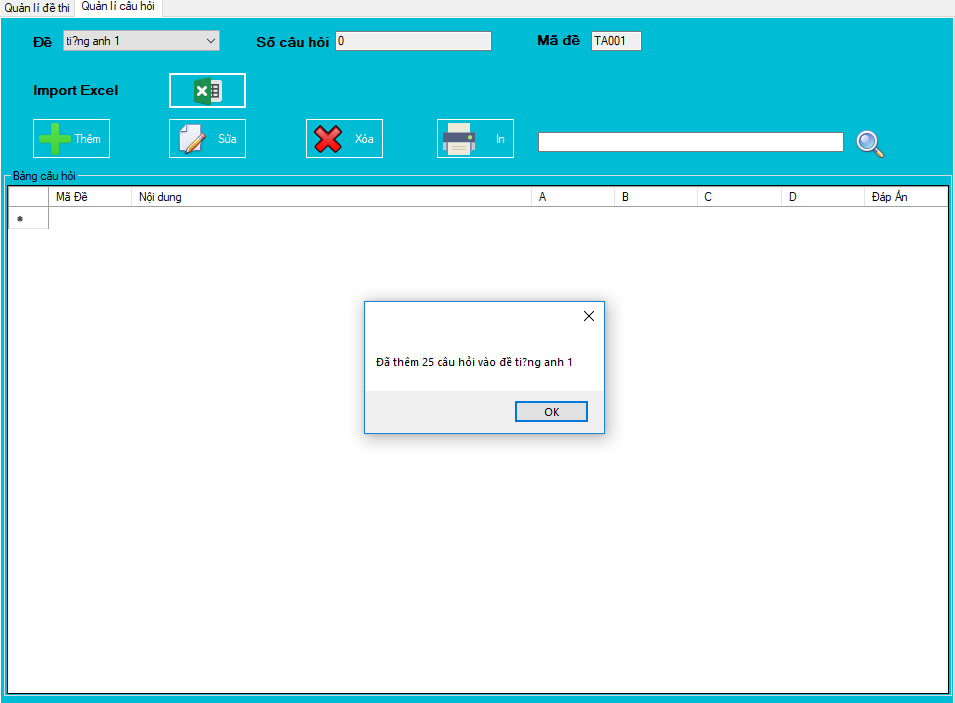 Quản lí đề thi Quản lí câu hỏi
Đề ti?ng anh 1 Số câu hỏi 0 Mã đề TA001
Import Excel
Thêm Sửa Xóa In
Bảng câu hỏi
Mã Đề Nội dung A B C D Đáp Án
Đã thêm 25 câu hỏi vào đề ti?ng anh 1
OK